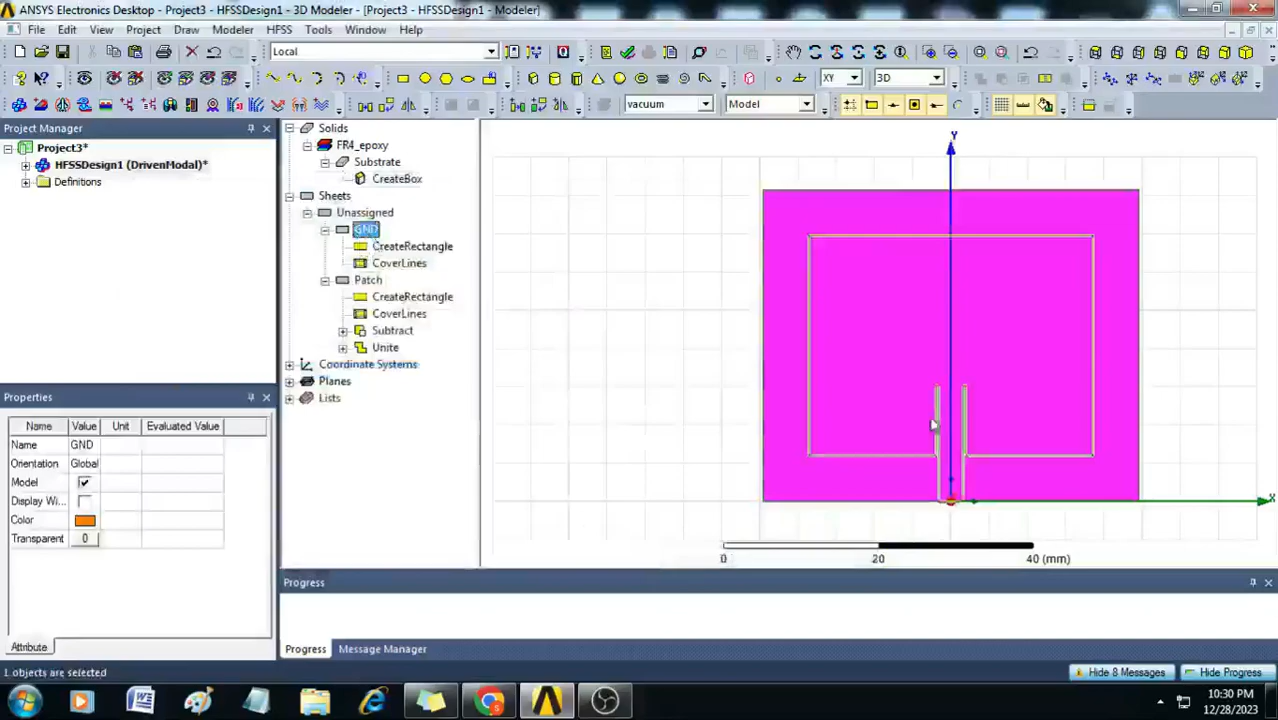 ANSYS Electronics Desktop - Project3 - HFSSDesign1 - 3D Modeler - [Project3 - HFSSDesign1 - Modeler]
File Edit View Project Draw Modeler HFSS Tools Window Help
Local
XY 3D
vacuum Model
Project Manager
Project3*
HFSSDesign1 (DrivenModal)*
Definitions
Solids
FR4_epoxy
Substrate
CreateBox
Sheets
Unassigned
GND
CreateRectangle
CoverLines
Patch
CreateRectangle
CoverLines
Subtract
Unite
Coordinate Systems
Planes
Lists
Y
X
0 20 40 (mm)
Properties
Name Value Unit Evaluated Value
Name GND
Orientation Global
Model
Display Wi...
Color
Transparent 0
Attribute
Progress
Progress Message Manager
1 objects are selected
Hide 8 Messages Hide Progress
10:30 PM
12/28/2023